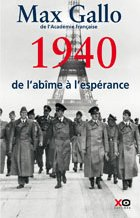 Max Gallo
de l'Académie française
1940
de l'abîme à l'espérance
XO